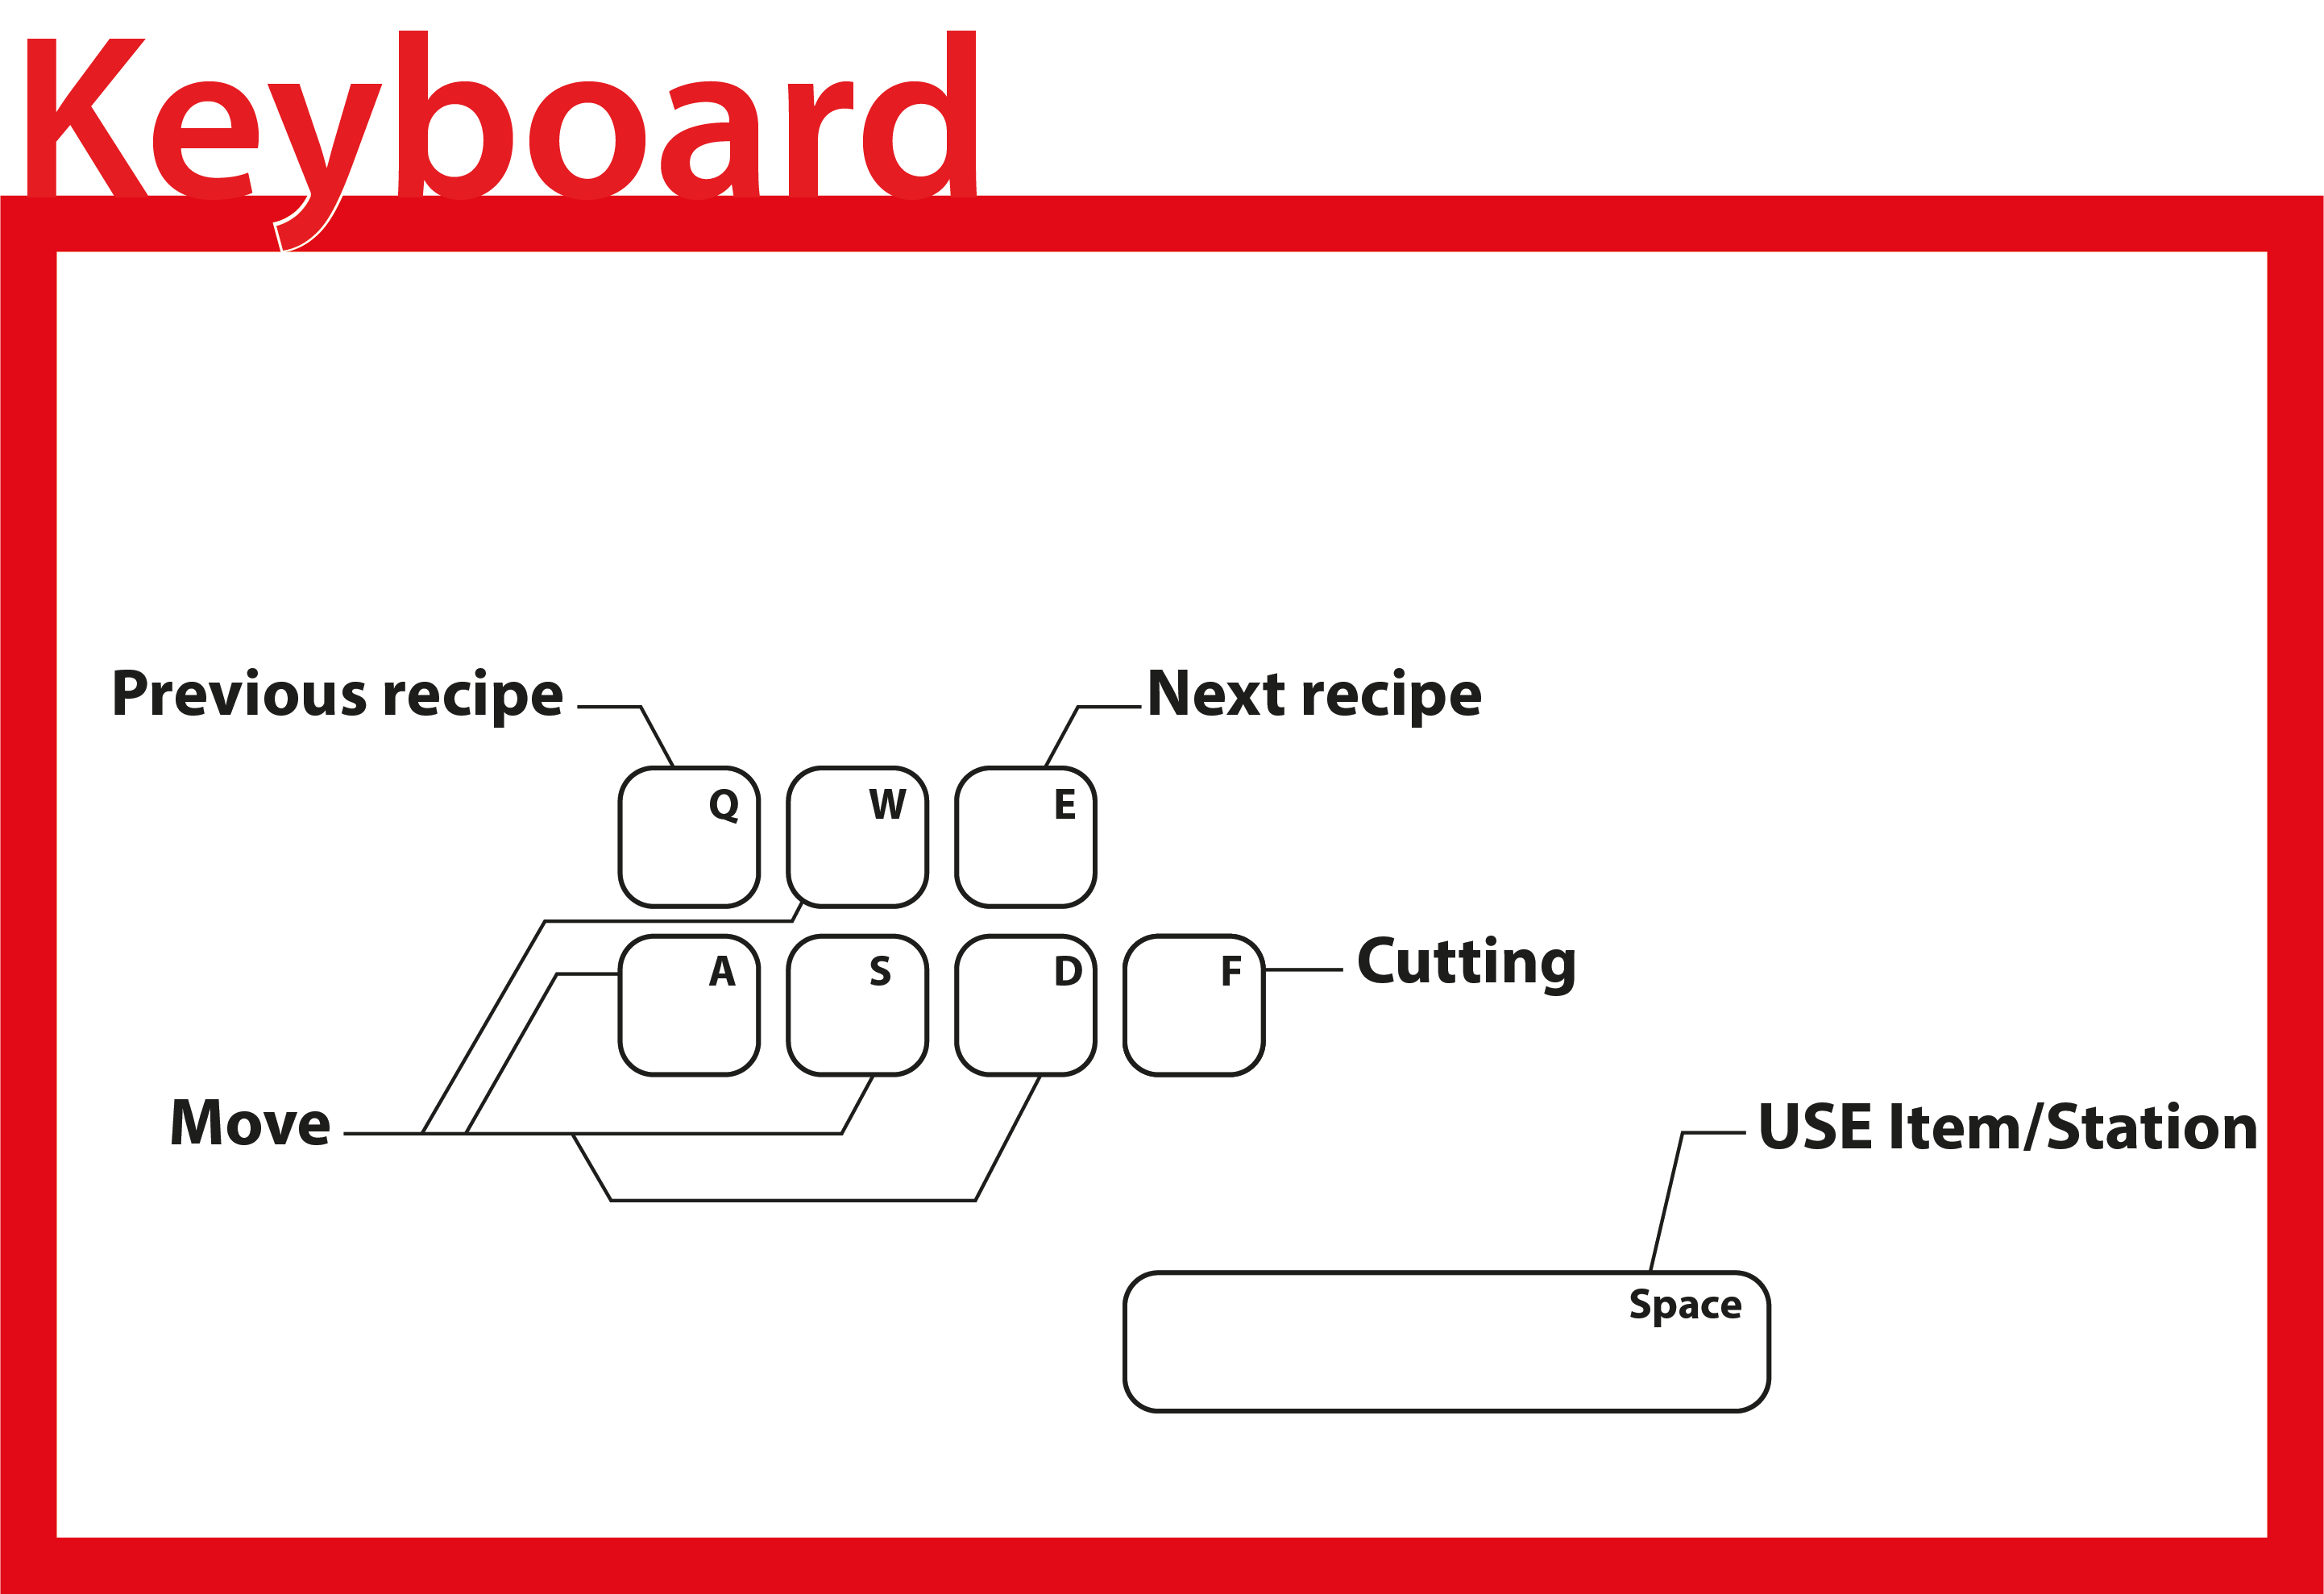 Keyboard
Previous recipe
Next recipe
Q
W
E
A
S
D
F
Cutting
Move
USE Item/Station
Space